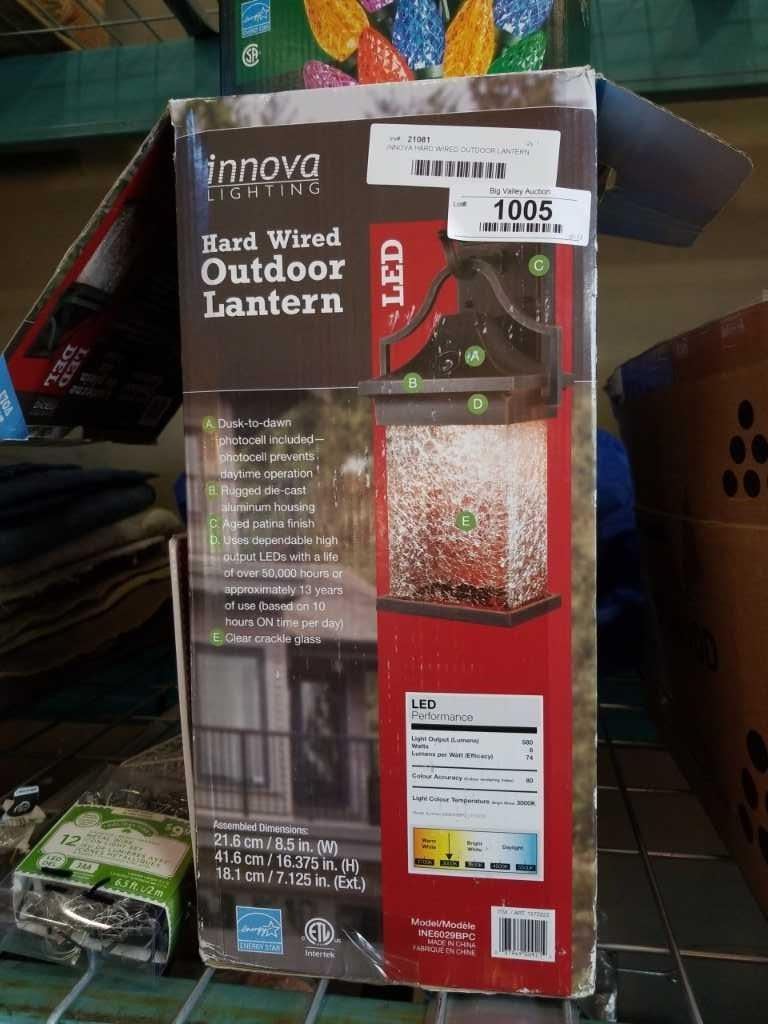 innova
LIGHTING
21081
INNOVA HARD WIRED OUTDOOR LANTERN
Big Valley Auction
Lot#
1005
Hard Wired
Outdoor
Lantern
LED
C
A
B
D
E
A. Dusk-to-dawn
photocell included—
photocell prevents
daytime operation
B. Rugged die-cast
aluminum housing
C. Aged patina finish
D. Uses dependable high
output LEDs with a life
of over 50,000 hours or
approximately 13 years
of use (based on 10
hours ON time per day)
E. Clear crackle glass
LED
Performance
Light Output (Lumens)
Watts
Lumens per Watt (Efficacy) 74
Colour Accuracy 80
Light Colour Temperature 3000K
Warm White
Bright White
Daylight
Assembled Dimensions:
21.6 cm / 8.5 in. (W)
41.6 cm / 16.375 in. (H)
18.1 cm / 7.125 in. (Ext.)
energy
ENERGY STAR
ETL
us
Intertek
Model/Modèle
INE6029BPC
MADE IN CHINA
FABRIQUÉ EN CHINE
LED
DEL
12
LED
6.5 ft./2 m